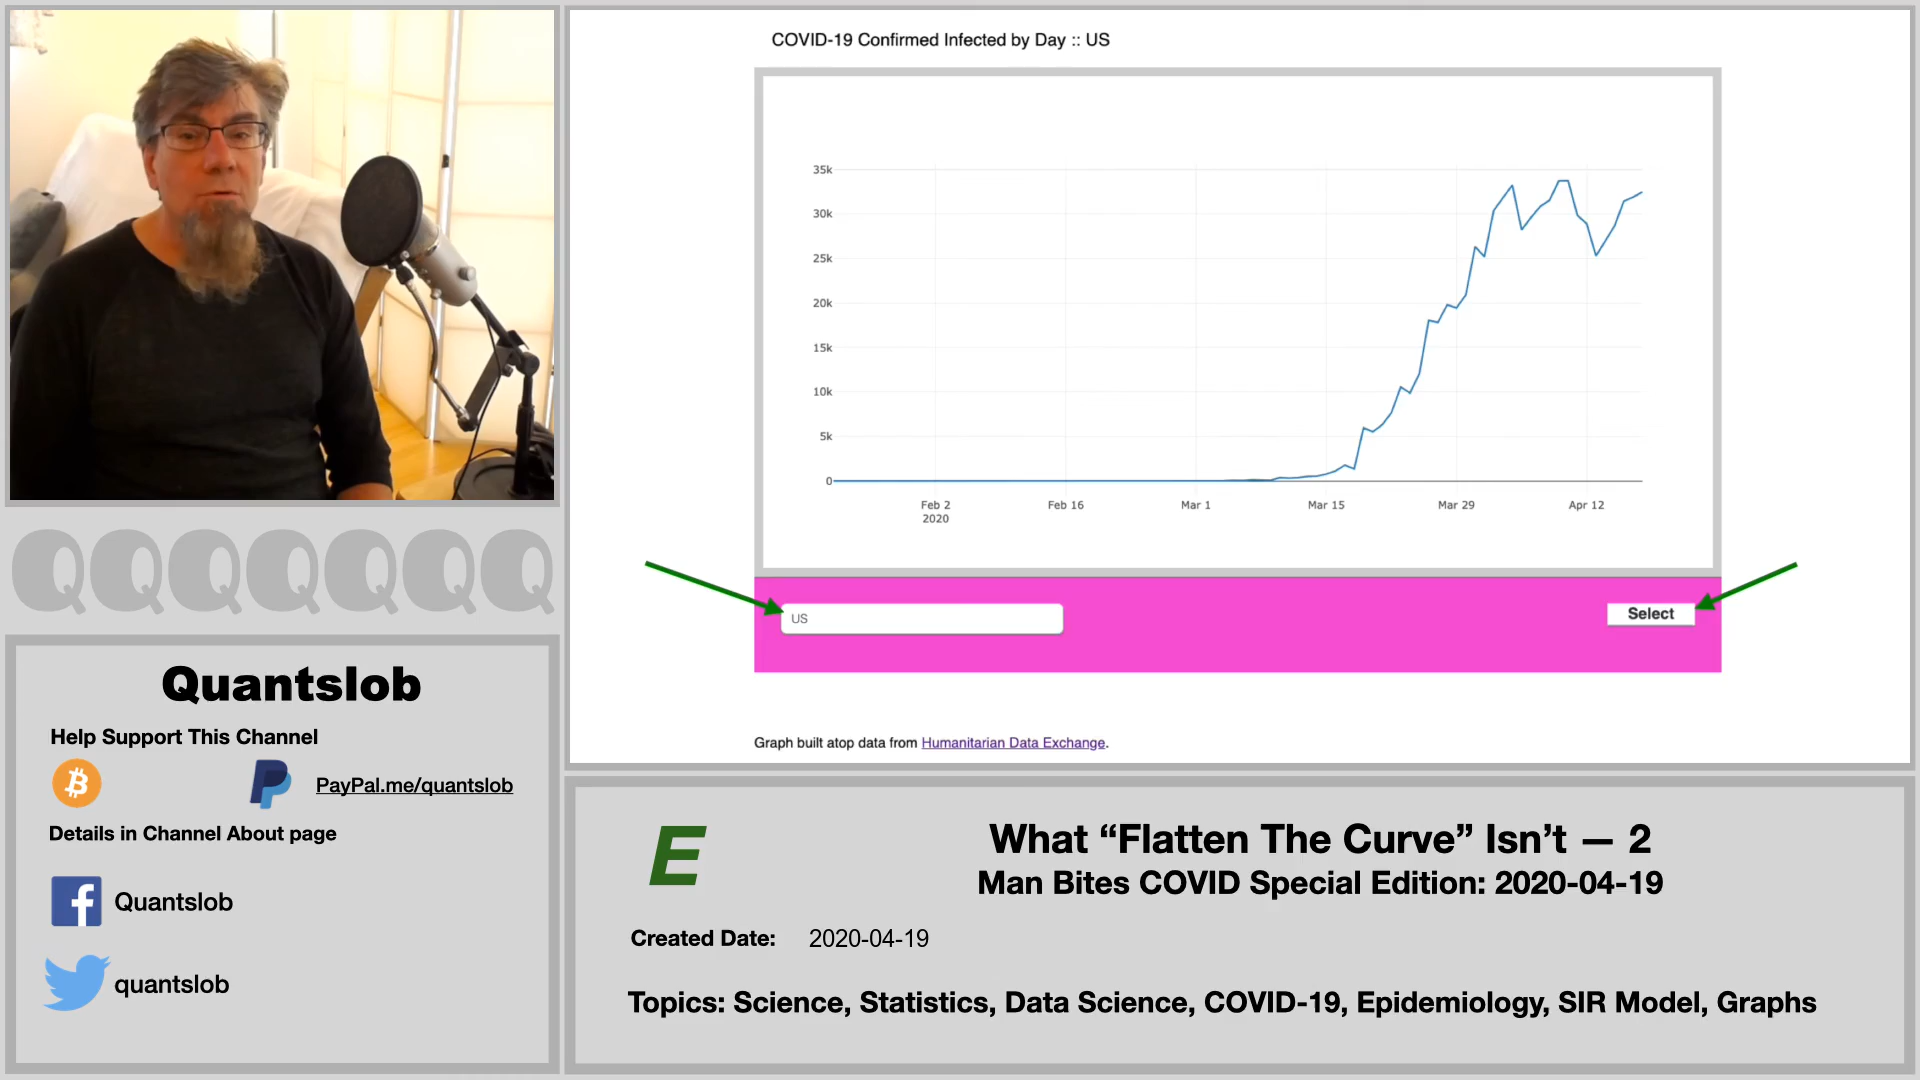 COVID-19 Confirmed Infected by Day :: US
35k
30k
25k
20k
15k
10k
5k
0
Feb 2
2020
Feb 16
Mar 1
Mar 15
Mar 29
Apr 12
US
Select
Graph built atop data from Humanitarian Data Exchange.
QQQQQQQ
Quantslob
Help Support This Channel
PayPal.me/quantslob
Details in Channel About page
Quantslob
quantslob
E
What “Flatten The Curve” Isn’t — 2
Man Bites COVID Special Edition: 2020-04-19
Created Date: 2020-04-19
Topics: Science, Statistics, Data Science, COVID-19, Epidemiology, SIR Model, Graphs